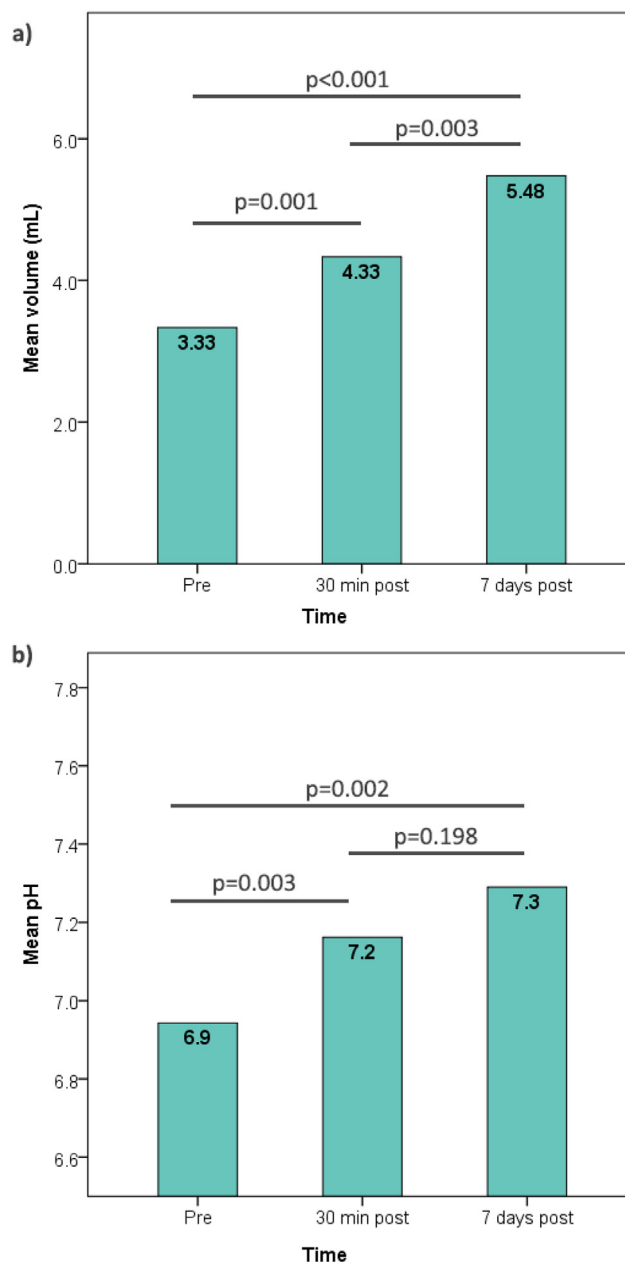 a)
p<0.001
p=0.003
p=0.001
Mean volume (mL)
6.0
4.0
2.0
0.0
3.33
4.33
5.48
Pre
30 min post
7 days post
Time
b)
p=0.002
p=0.198
p=0.003
Mean pH
7.8
7.6
7.4
7.2
7.0
6.8
6.6
6.9
7.2
7.3
Pre
30 min post
7 days post
Time